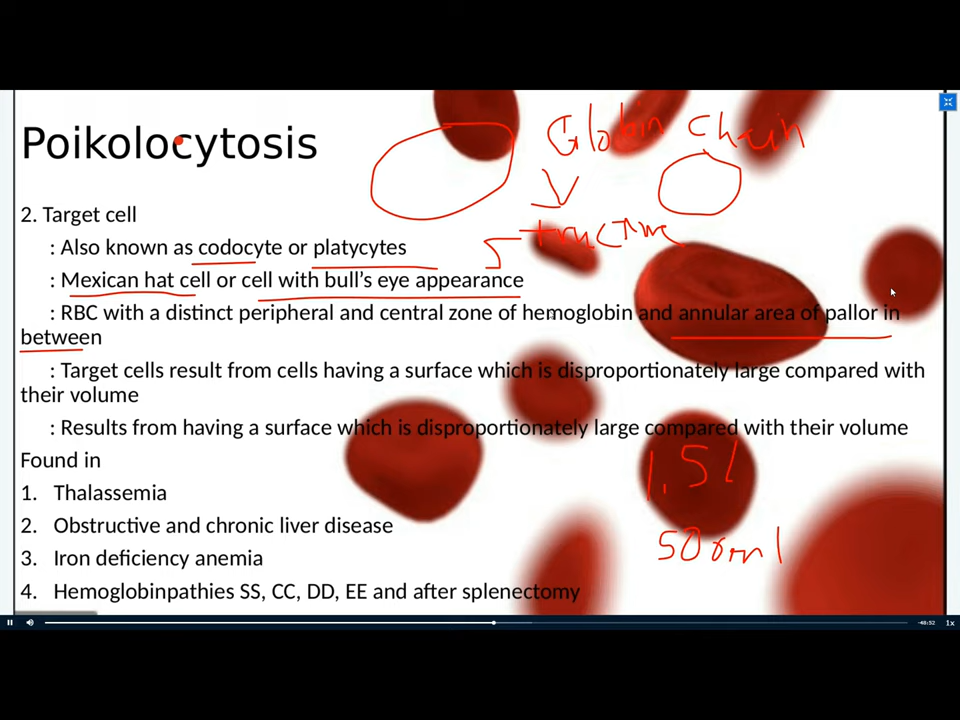 Poikolocytosis
Globin Chain
structure
2. Target cell
: Also known as codocyte or platycytes
: Mexican hat cell or cell with bull's eye appearance
: RBC with a distinct peripheral and central zone of hemoglobin and annular area of pallor in
between
: Target cells result from cells having a surface which is disproportionately large compared with
their volume
: Results from having a surface which is disproportionately large compared with their volume
Found in
1. Thalassemia
2. Obstructive and chronic liver disease
3. Iron deficiency anemia
4. Hemoglobinpathies SS, CC, DD, EE and after splenectomy
1.5l
500ml
-48:52
1x